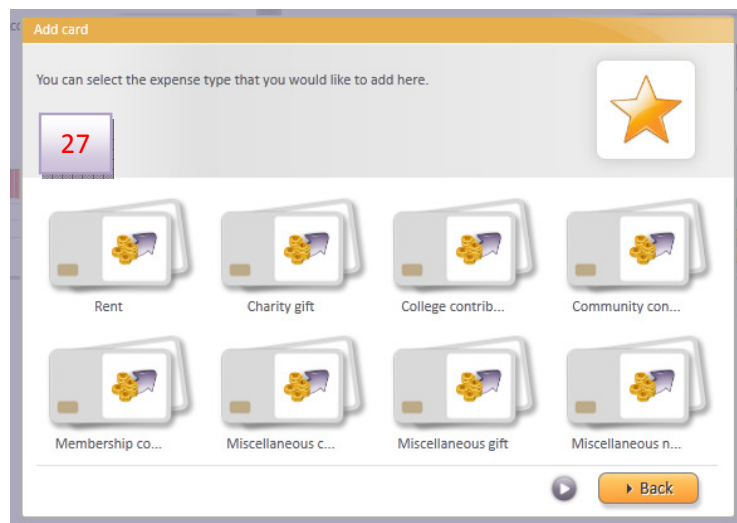 Add card
You can select the expense type that you would like to add here.
27
Rent
Charity gift
College contrib...
Community con...
Membership co...
Miscellaneous c...
Miscellaneous gift
Miscellaneous n...
Back